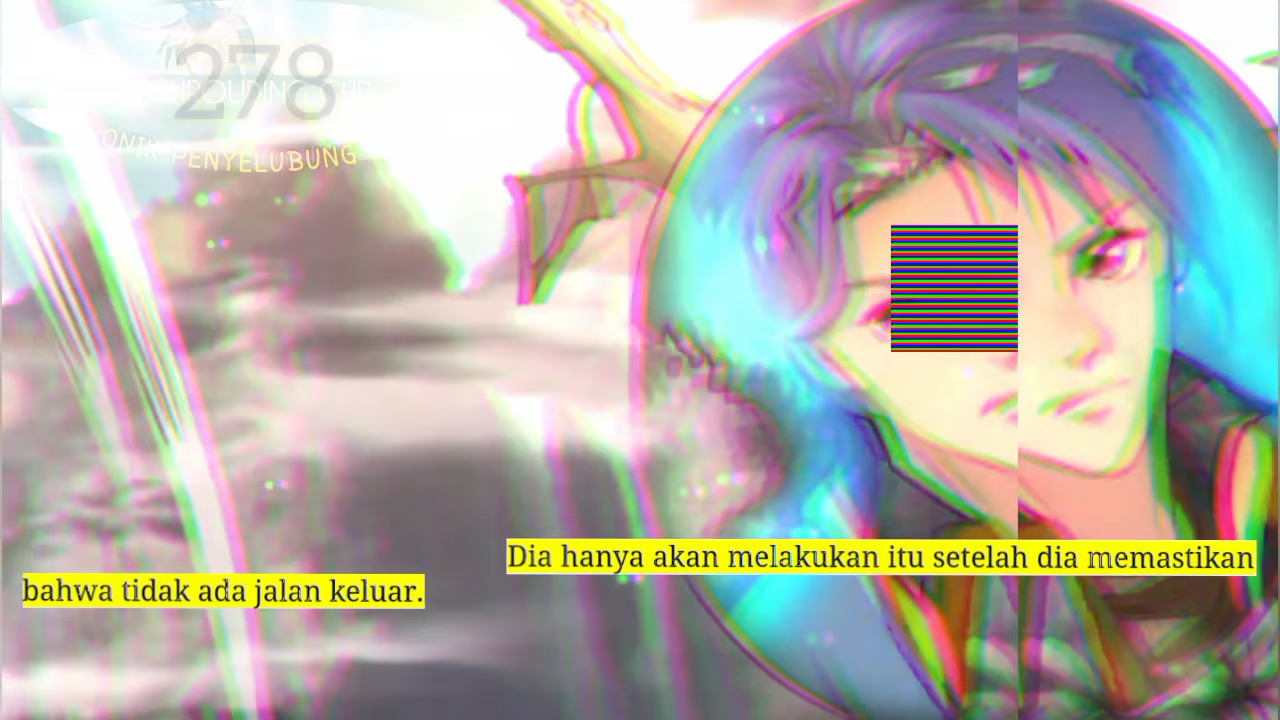 278
PENYELUBUNG
Dia hanya akan melakukan itu setelah dia memastikan
bahwa tidak ada jalan keluar.